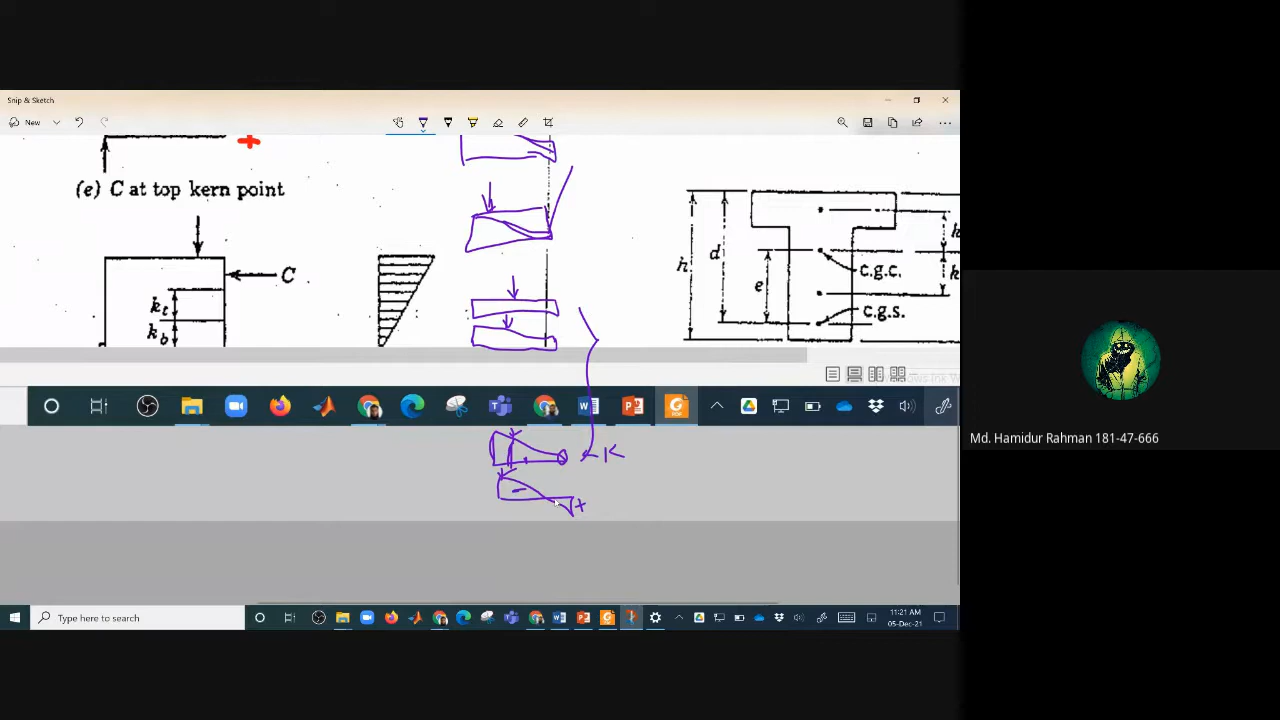 Snip & Sketch
New
+
(e) C at top kern point
C
k_t
k_b
h
d
e
c.g.c.
c.g.s.
h
k
K
-
+
Md. Hamidur Rahman 181-47-666
Type here to search
11:21 AM
05-Dec-21